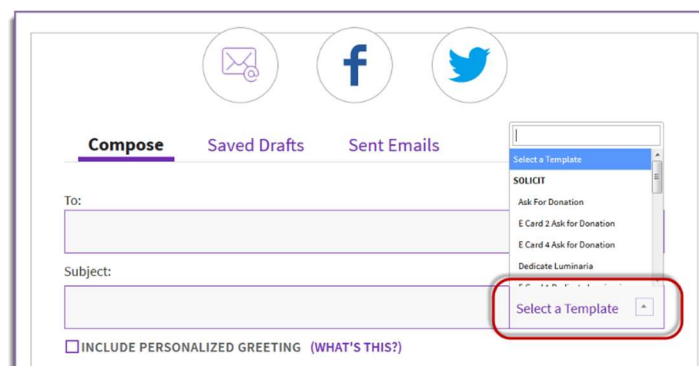 Compose Saved Drafts Sent Emails
Select a Template
SOLICIT
Ask For Donation
E Card 2 Ask for Donation
E Card 4 Ask for Donation
Dedicate Luminaria
To:
Subject:
Select a Template
INCLUDE PERSONALIZED GREETING (WHAT'S THIS?)